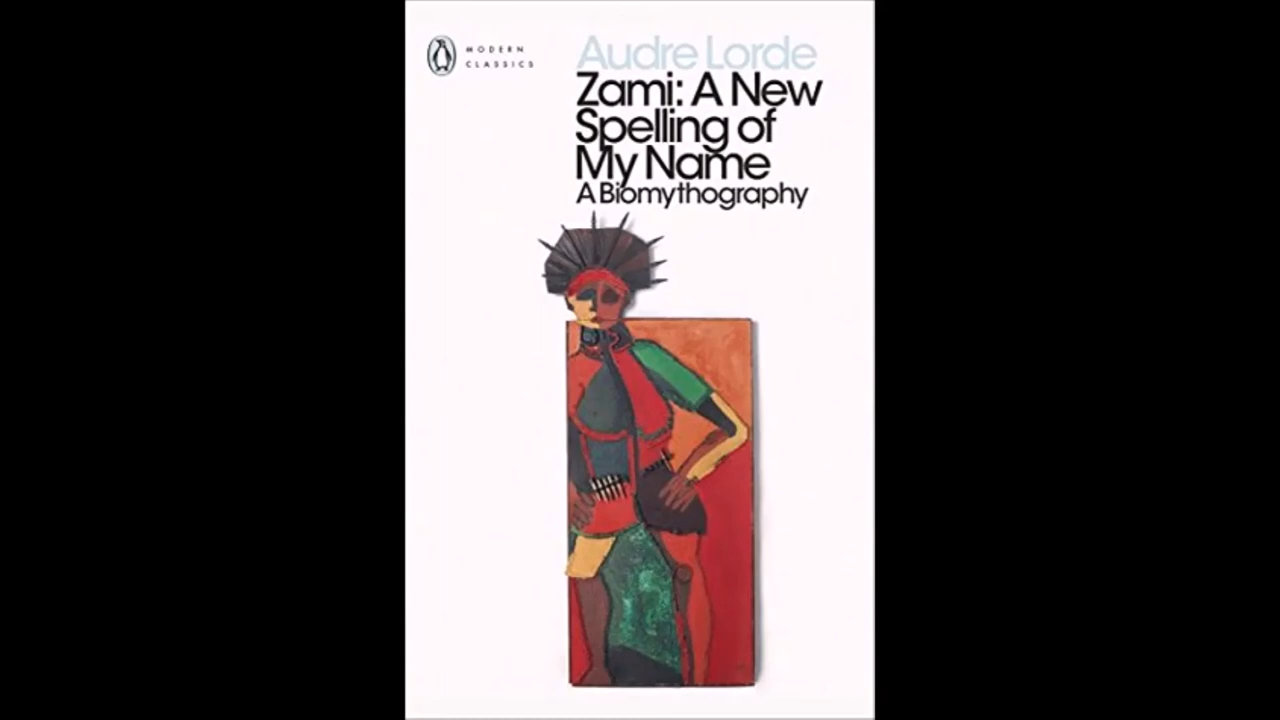 MODERN
CLASSICS
Audre Lorde
Zami: A New
Spelling of
My Name
A Biomythography